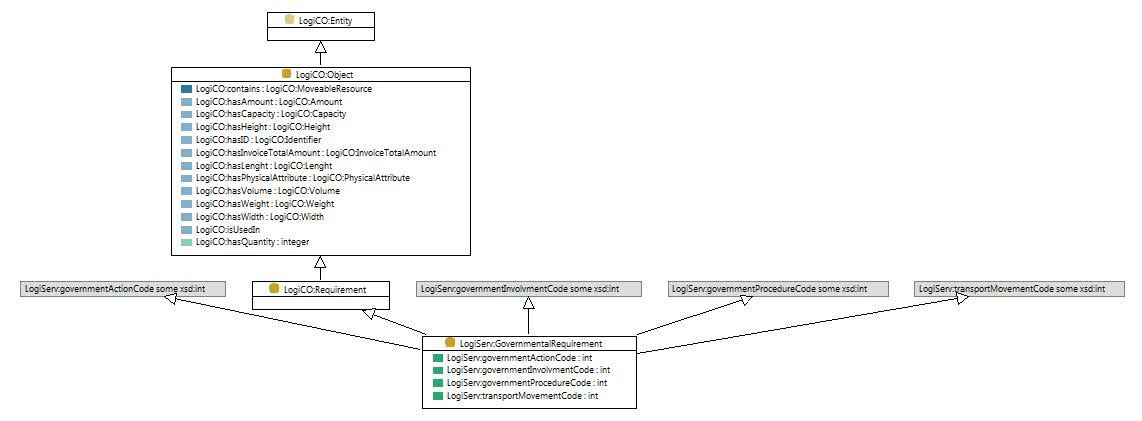 LogiCO:Entity
LogiCO:Object
LogiCO:contains : LogiCO:MoveableResource
LogiCO:hasAmount : LogiCO:Amount
LogiCO:hasCapacity : LogiCO:Capacity
LogiCO:hasHeight : LogiCO:Height
LogiCO:hasID : LogiCO:Identifier
LogiCO:hasInvoiceTotalAmount : LogiCO:InvoiceTotalAmount
LogiCO:hasLenght : LogiCO:Lenght
LogiCO:hasPhysicalAttribute : LogiCO:PhysicalAttribute
LogiCO:hasVolume : LogiCO:Volume
LogiCO:hasWeight : LogiCO:Weight
LogiCO:hasWidth : LogiCO:Width
LogiCO:isUsedIn
LogiCO:hasQuantity : integer
LogiServ:governmentActionCode some xsd:int
LogiCO:Requirement
LogiServ:governmentInvolvmentCode some xsd:int
LogiServ:governmentProcedureCode some xsd:int
LogiServ:transportMovementCode some xsd:int
LogiServ:GovernmentalRequirement
LogiServ:governmentActionCode : int
LogiServ:governmentInvolvmentCode : int
LogiServ:governmentProcedureCode : int
LogiServ:transportMovementCode : int